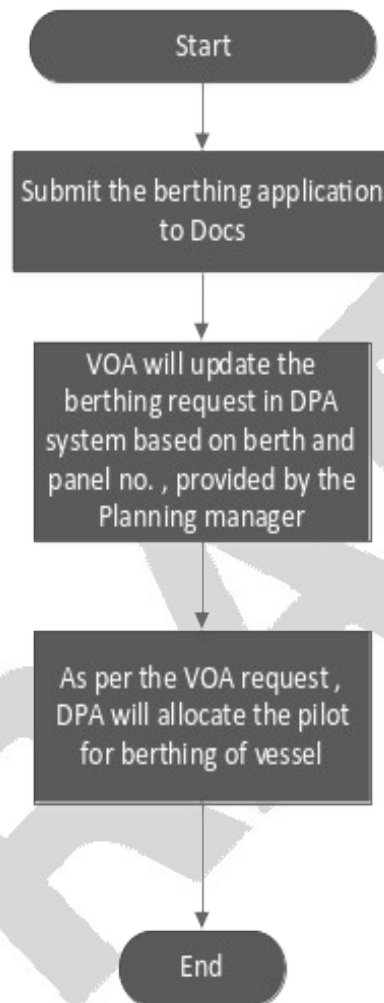 Start
Submit the berthing application
to Docs
VOA will update the
berthing request in DPA
system based on berth and
panel no. , provided by the
Planning manager
As per the VOA request ,
DPA will allocate the pilot
for berthing of vessel
End